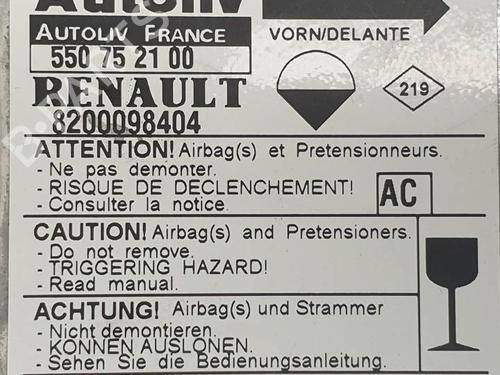 Autoliv
AUTOLIV FRANCE
VORN/DELANTE
550 75 21 00
RENAULT
219
8200098404
ATTENTION! Airbag(s) et Pretensionneurs.
- Ne pas demonter.
- RISQUE DE DECLENCHEMENT!
- Consulter la notice.
AC
CAUTION! Airbag(s) and Pretensioners.
- Do not remove.
- TRIGGERING HAZARD!
- Read manual.
ACHTUNG! Airbag(s) und Strammer
- Nicht demontieren.
- KONNEN AUSLONEN.
- Sehen Sie die Bedienungsanleitung.